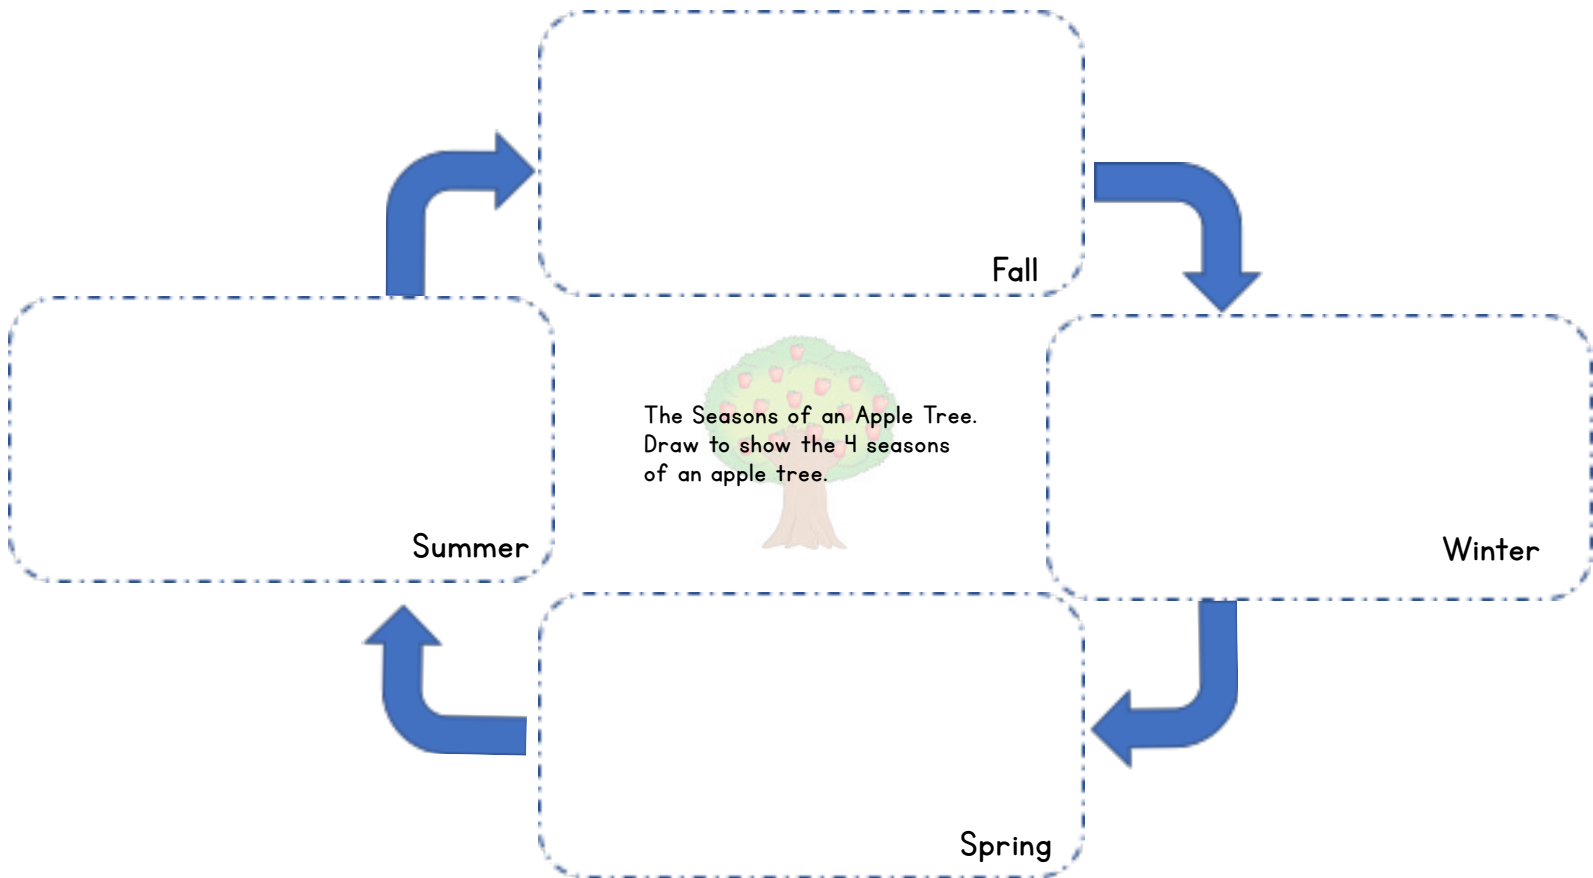 Fall
The Seasons of an Apple Tree.
Draw to show the 4 seasons
of an apple tree.
Summer
Winter
Spring